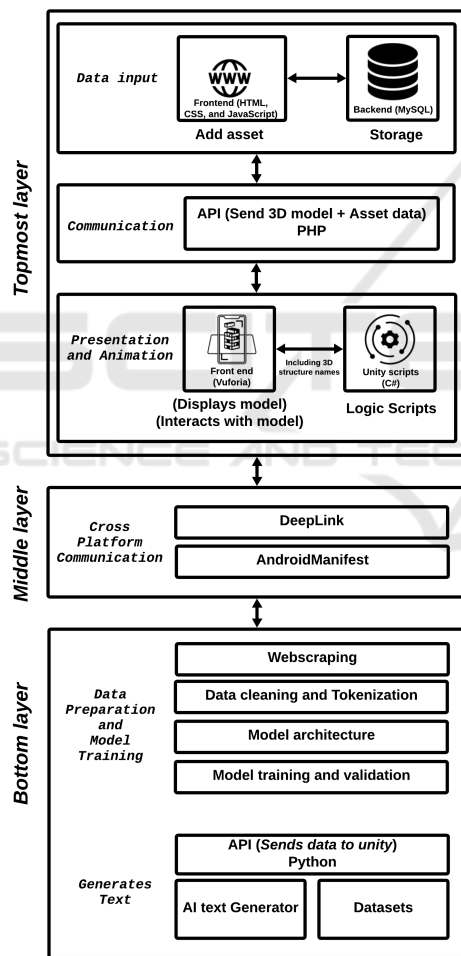 Topmost layer
Data input
WWW
Frontend (HTML,
CSS, and JavaScript)
Add asset
Backend (MySQL)
Storage
Communication
API (Send 3D model + Asset data)
PHP
Presentation
and Animation
Front end
(Vuforia)
(Displays model)
(Interacts with model)
Including 3D
structure names
Unity scripts
(C#)
Logic Scripts
SCIENCE AND TEC
Middle layer
Cross
Platform
Communication
DeepLink
AndroidManifest
Bottom layer
Data
Preparation
and
Model
Training
Webscraping
Data cleaning and Tokenization
Model architecture
Model training and validation
Generates
Text
API (Sends data to unity)
Python
AI text Generator
Datasets